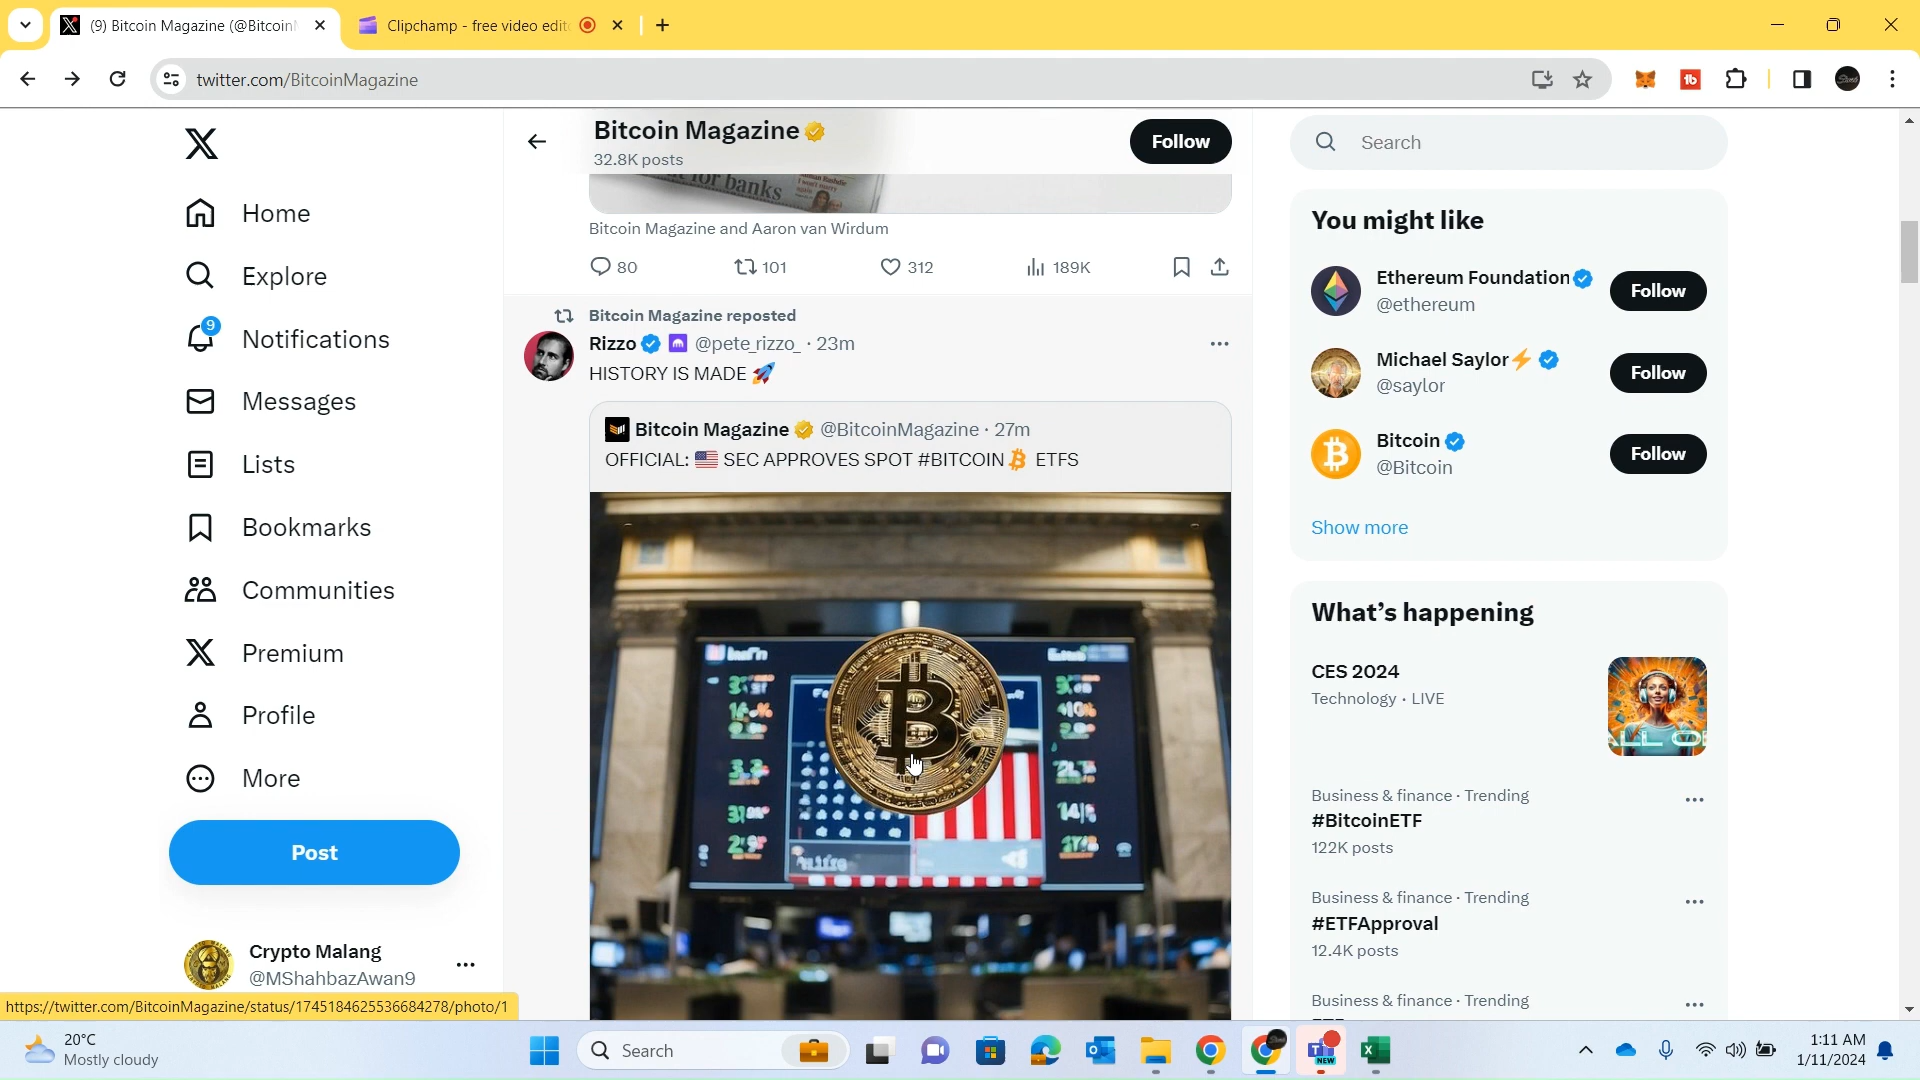 (9) Bitcoin Magazine (@Bitcoin
Clipchamp - free video edit
twitter.com/BitcoinMagazine
Home
Explore
9
Notifications
Messages
Lists
Bookmarks
Communities
Premium
Profile
More
Post
Crypto Malang
@MShahbazAwan9
https://twitter.com/BitcoinMagazine/status/1745184625536684278/photo/1
Bitcoin Magazine
32.8K posts
Follow
for banks
Bitcoin Magazine and Aaron van Wirdum
80 101 312 189K
Bitcoin Magazine reposted
Rizzo @pete_rizzo_ · 23m
HISTORY IS MADE 🚀
Bitcoin Magazine @BitcoinMagazine · 27m
OFFICIAL: 🇺🇸 SEC APPROVES SPOT #BITCOIN ETFS
Search
You might like
Ethereum Foundation
@ethereum
Follow
Michael Saylor⚡
@saylor
Follow
Bitcoin
@Bitcoin
Follow
Show more
What's happening
CES 2024
Technology · LIVE
Business & finance · Trending
#BitcoinETF
122K posts
Business & finance · Trending
#ETFApproval
12.4K posts
Business & finance · Trending
20°C
Mostly cloudy
Search
NEW
1:11 AM
1/11/2024